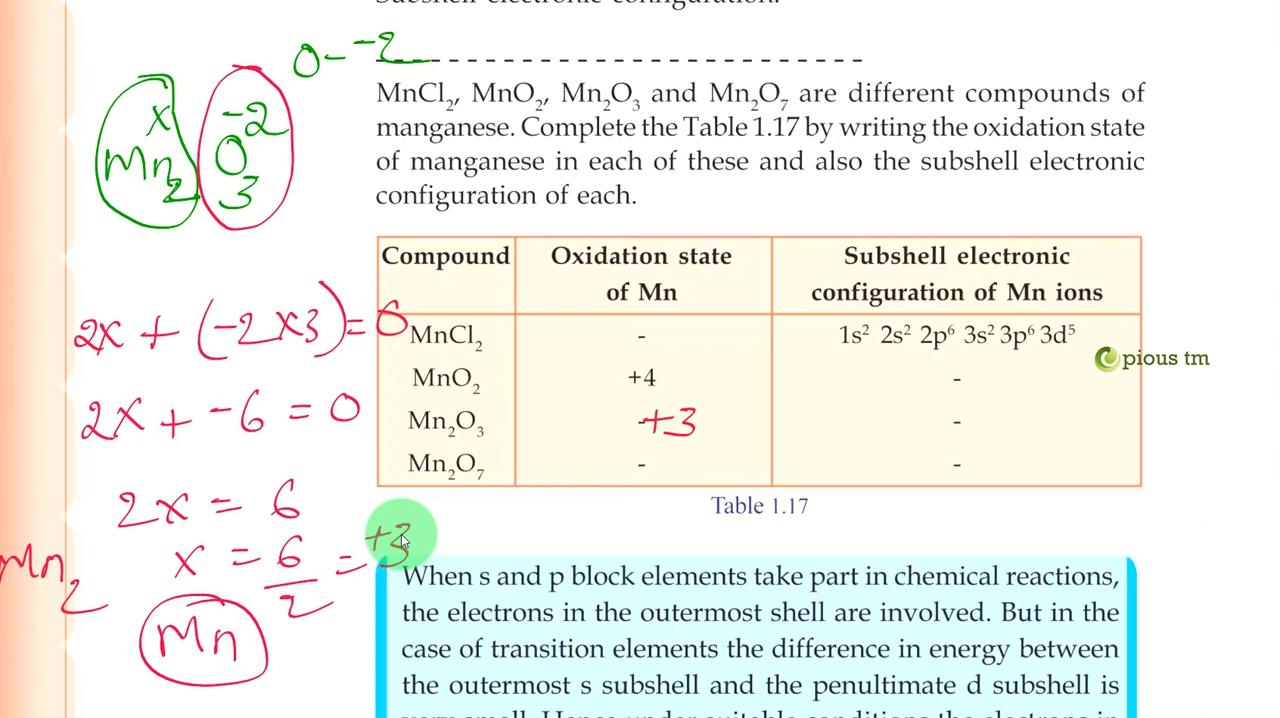 O - -2
x -2
Mn2 O3
MnCl₂, MnO₂, Mn₂O₃ and Mn₂O₇ are different compounds of
manganese. Complete the Table 1.17 by writing the oxidation state
of manganese in each of these and also the subshell electronic
configuration of each.
Compound Oxidation state of Mn Subshell electronic configuration of Mn ions
MnCl₂ - 1s² 2s² 2p⁶ 3s² 3p⁶ 3d⁵
MnO₂ +4 -
Mn₂O₃ +3 -
Mn₂O₇ - -
Table 1.17
Copious tm
2x + (-2x3) = 0
2x + -6 = 0
2x = 6
x = 6/2 = +3
Mn2
Mn
When s and p block elements take part in chemical reactions,
the electrons in the outermost shell are involved. But in the
case of transition elements the difference in energy between
the outermost s subshell and the penultimate d subshell is